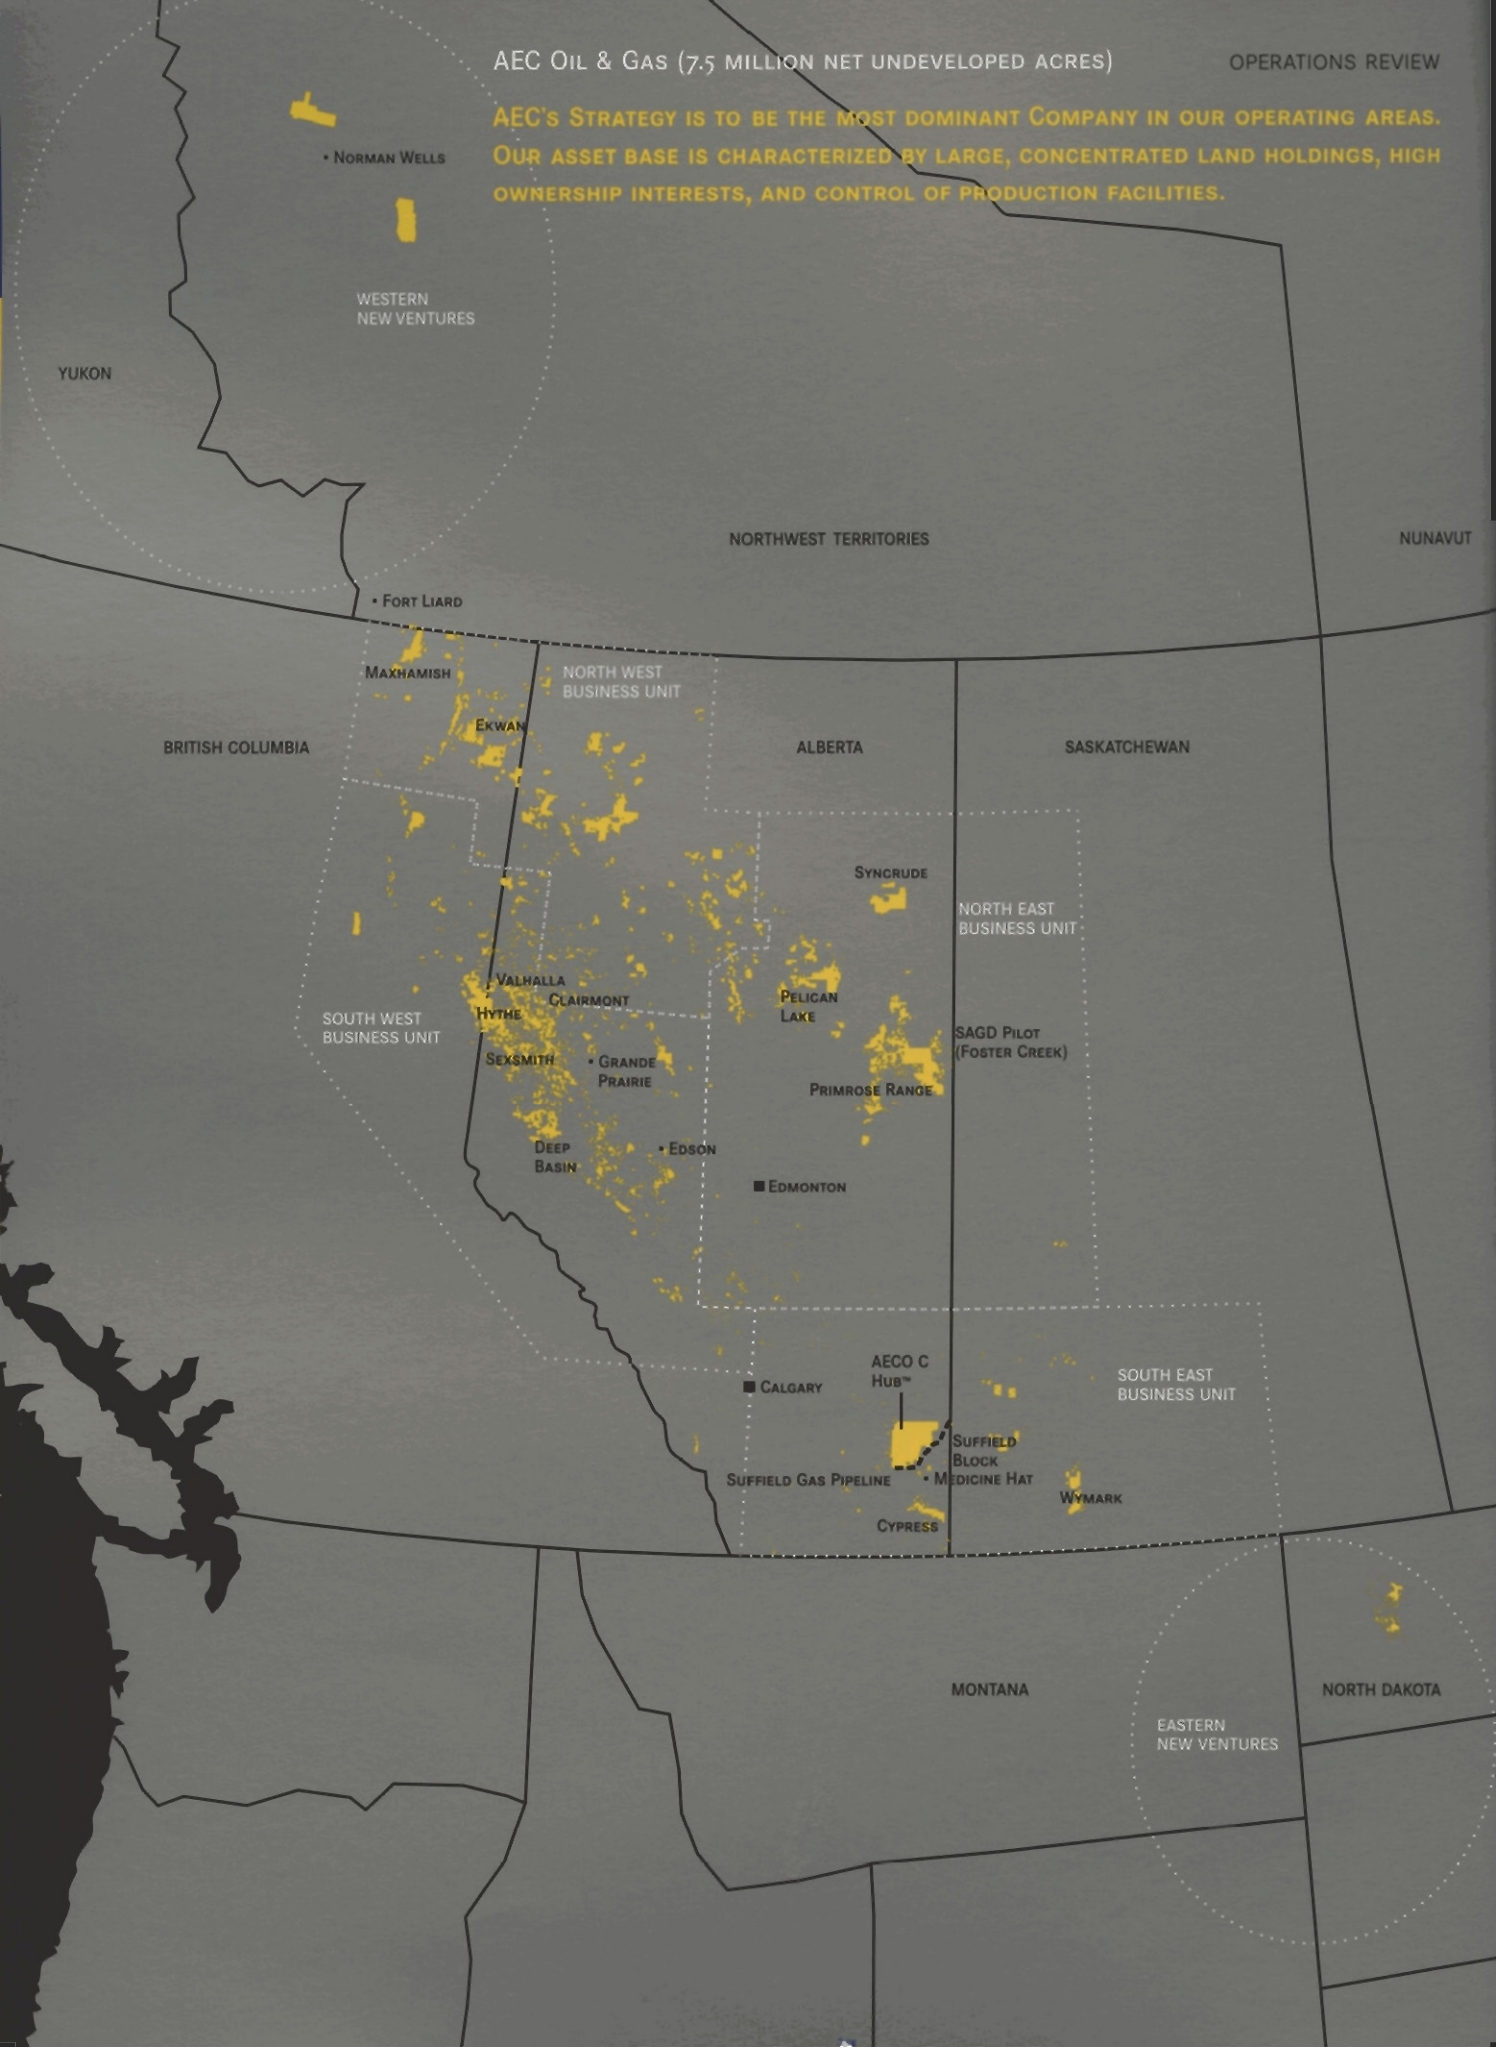 AEC Oil & Gas (7.5 million net undeveloped acres)
OPERATIONS REVIEW
AEC's Strategy is to be the most dominant Company in our operating areas.
Our asset base is characterized by large, concentrated land holdings, high
ownership interests, and control of production facilities.
Norman Wells
WESTERN
NEW VENTURES
YUKON
NORTHWEST TERRITORIES
NUNAVUT
Fort Liard
Maxhamish
NORTH WEST
BUSINESS UNIT
Ekwan
BRITISH COLUMBIA
ALBERTA
SASKATCHEWAN
Syncrude
NORTH EAST
BUSINESS UNIT
Valhalla
Clairmont
Hythe
Pelican
Lake
SOUTH WEST
BUSINESS UNIT
SAGD Pilot
(Foster Creek)
Sexsmith
Grande
Prairie
Primrose Range
Deep
Basin
Edson
Edmonton
AECO C
Hub™
SOUTH EAST
BUSINESS UNIT
Calgary
Suffield
Block
Suffield Gas Pipeline
Medicine Hat
Wymark
Cypress
MONTANA
NORTH DAKOTA
EASTERN
NEW VENTURES